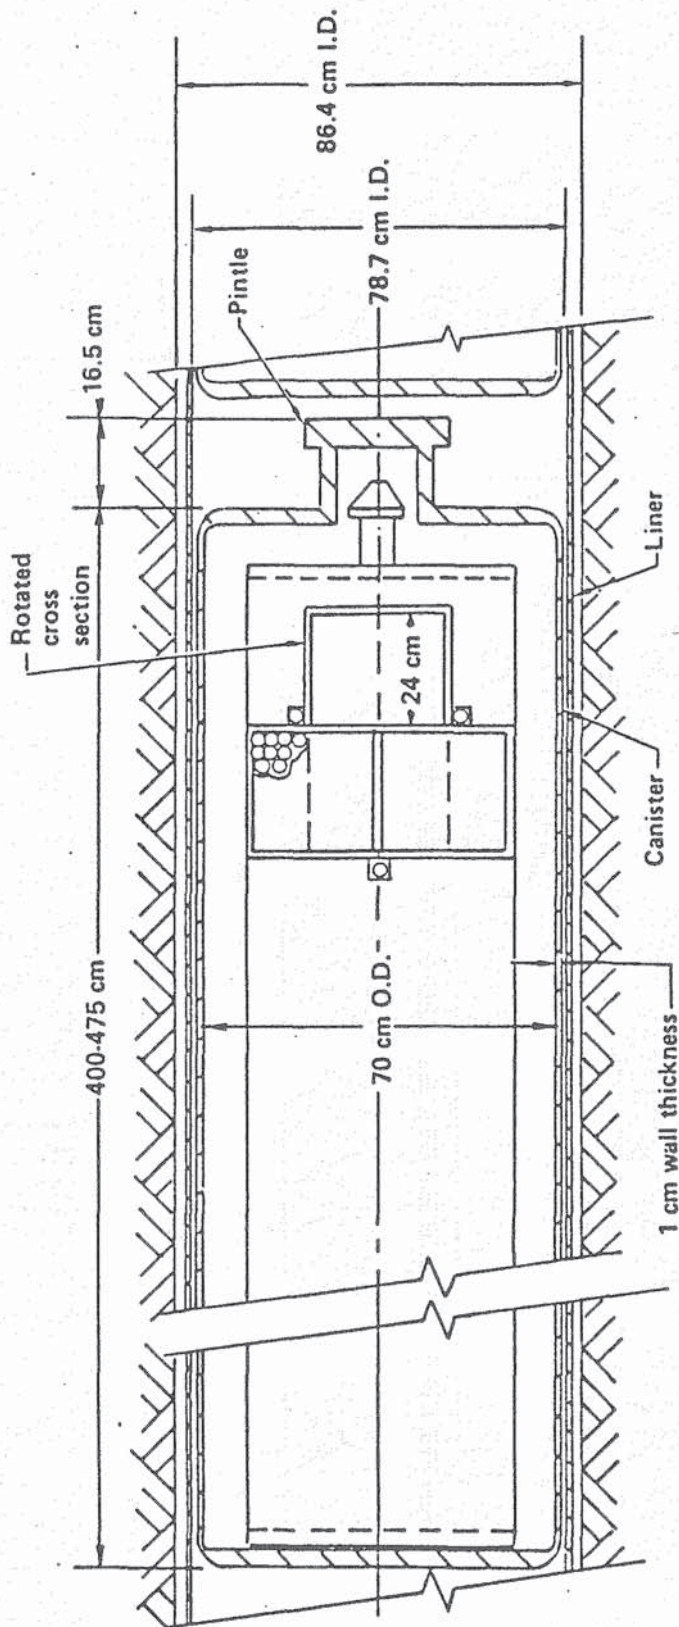 86.4 cm I.D.
78.7 cm I.D.
Pintle
16.5 cm
Rotated
cross
section
24 cm
Liner
Canister
400-475 cm
70 cm O.D.
1 cm wall thickness